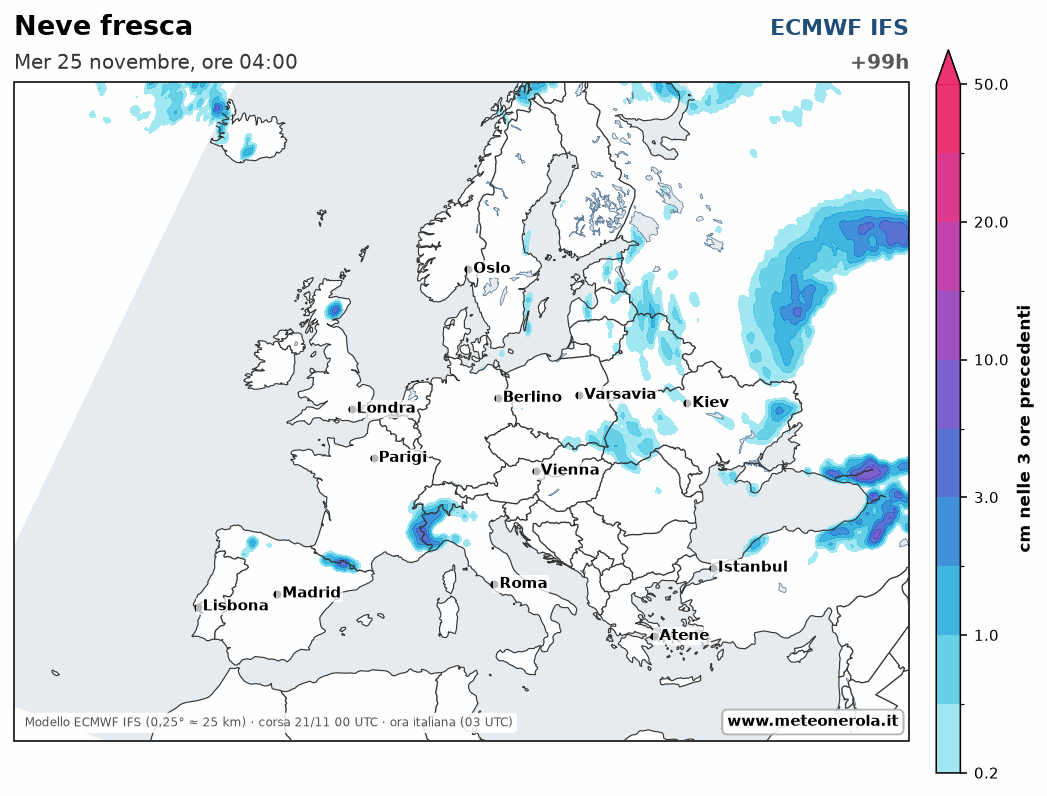 Neve fresca
ECMWF IFS
Mer 25 novembre, ore 04:00
+99h
50.0
20.0
10.0
3.0
1.0
0.2
cm nelle 3 ore precedenti
Oslo
Londra
Berlino
Varsavia
Kiev
Parigi
Vienna
Istanbul
Roma
Madrid
Lisbona
Atene
Modello ECMWF IFS (0,25° ≈ 25 km) · corsa 21/11 00 UTC · ora italiana (03 UTC)
www.meteonerola.it